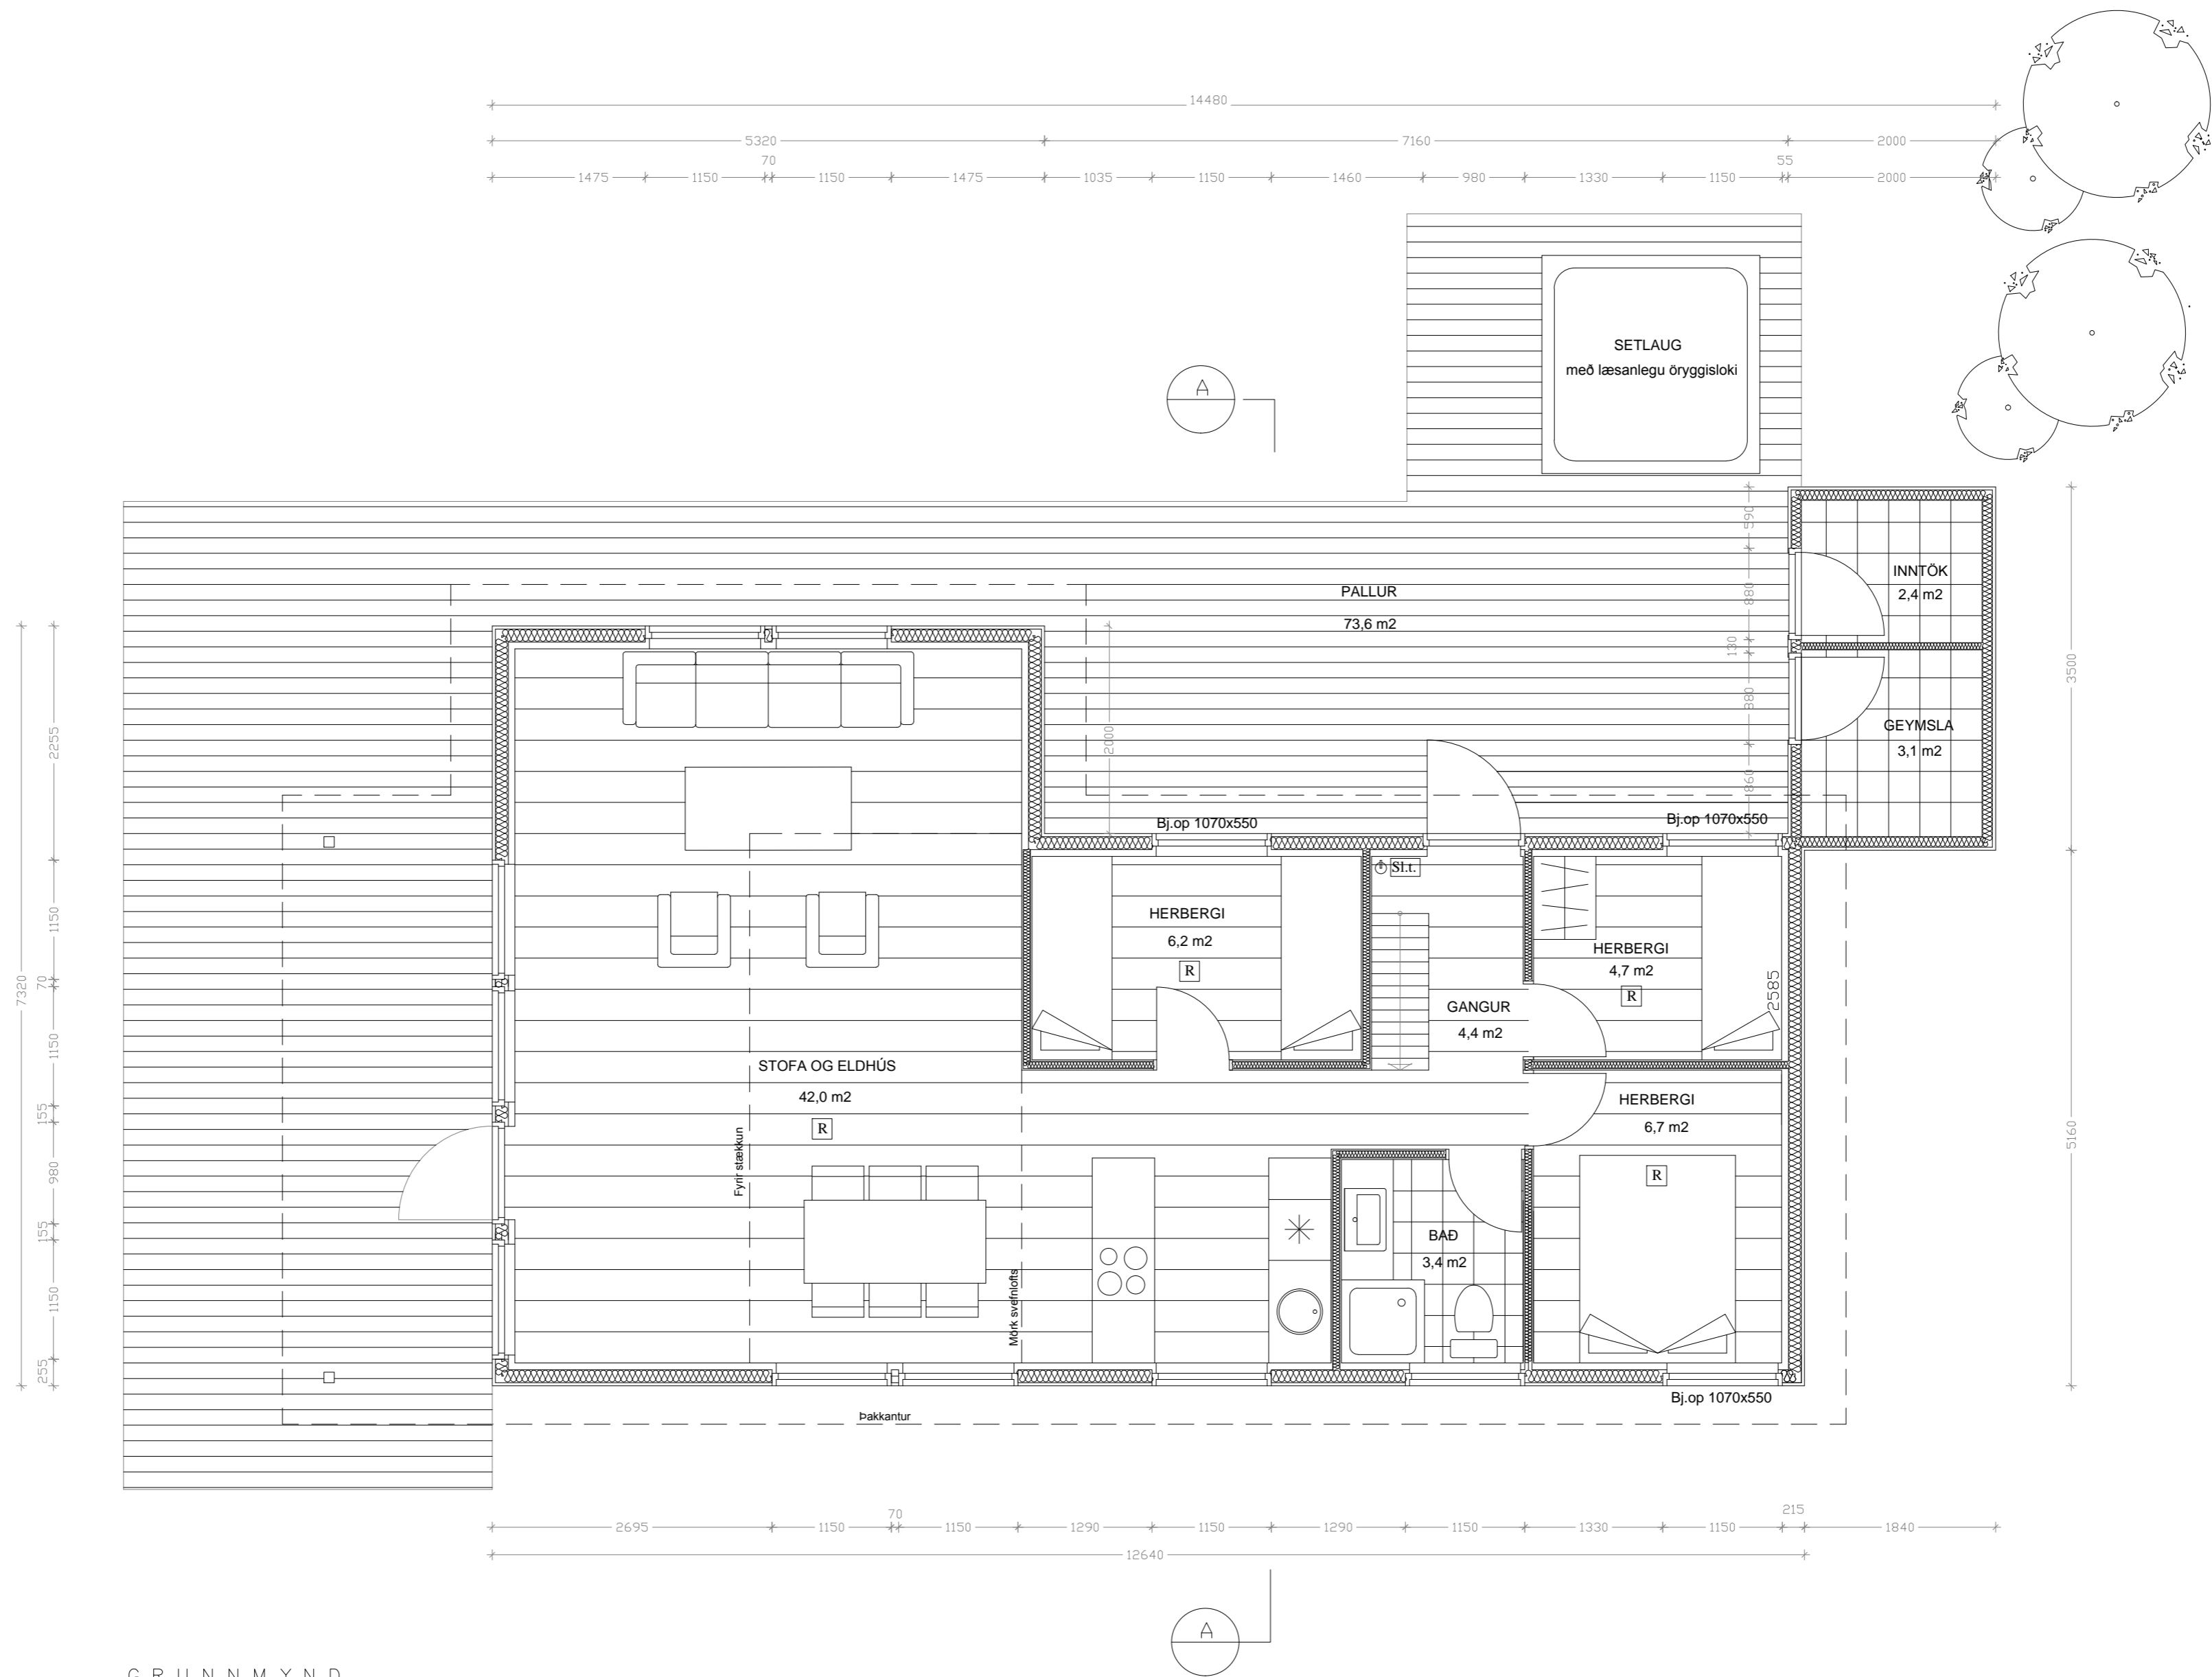 14480
5320
7160
2000
70
55
1475
1150
1150
1475
1035
1150
1460
980
1330
1150
2000
SETLAUG
með læsanlegu öryggisloki
A
590
880
130
880
860
INNTÖK
2,4 m2
PALLUR
73,6 m2
GEYMSLA
3,1 m2
3500
5160
2000
7320
2255
1150
70
1150
155
980
155
1150
255
Bj.op 1070x550
Bj.op 1070x550
Sl.t.
HERBERGI
6,2 m2
R
HERBERGI
4,7 m2
R
2585
GANGUR
4,4 m2
STOFA OG ELDHÚS
42,0 m2
R
HERBERGI
6,7 m2
R
Fyrir stækkun
Mörk svefnlofts
BAÐ
3,4 m2
Bj.op 1070x550
Þakkantur
2695
1150
70
1150
1290
1150
1290
1150
1330
1150
215
1840
12640
A
GRUNNMYND